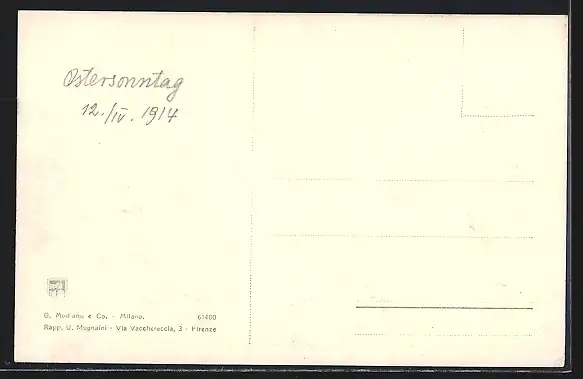 Ostersonntag
12./IV. 1914
G. Modiano e Co. - Milano. 61400
Rapp. U. Mugnaini - Via Vacchereccia, 3 - Firenze